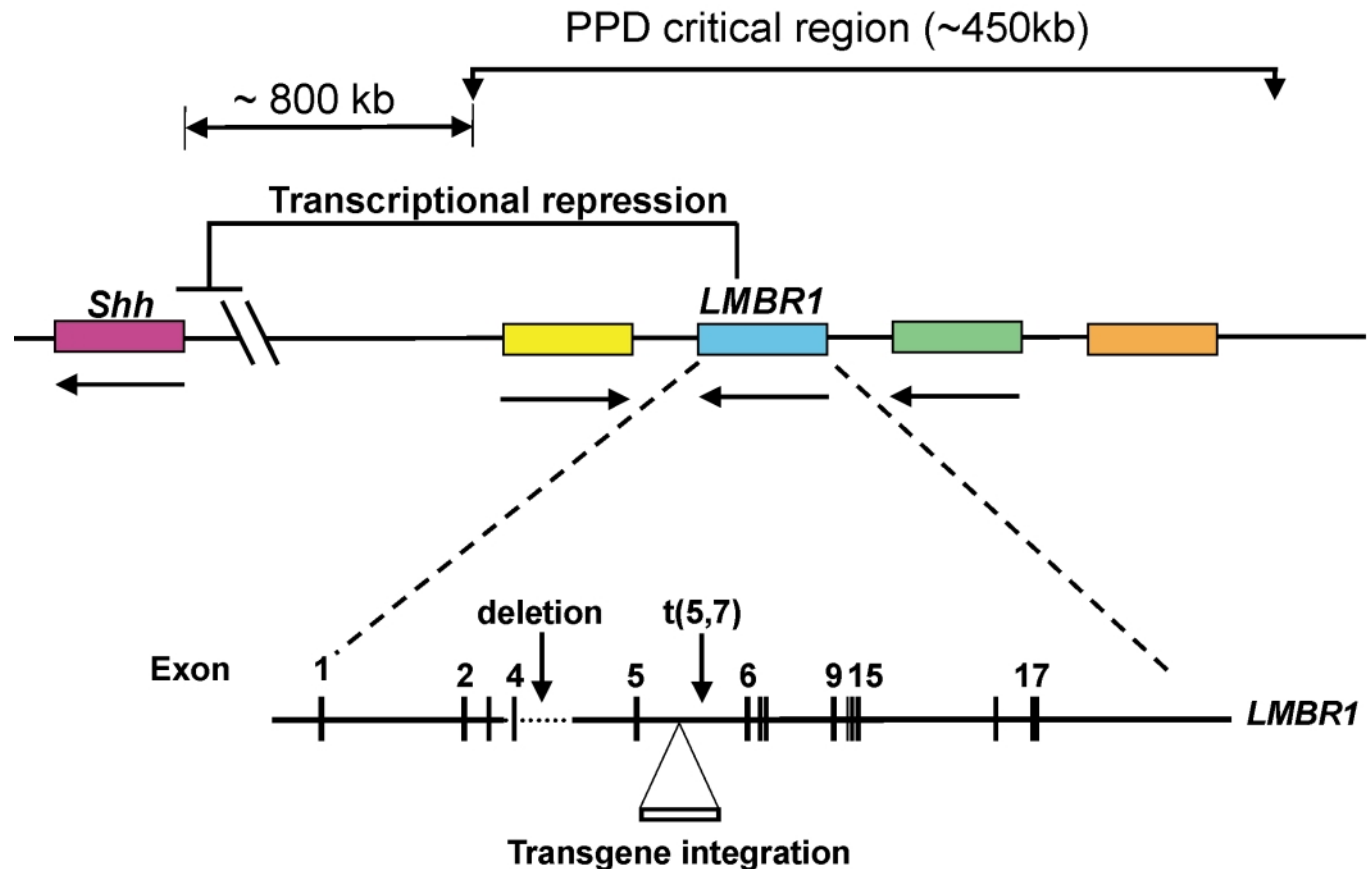 PPD critical region (~450kb)
~ 800 kb
Transcriptional repression
Shh
LMBR1
deletion
t(5,7)
Exon
1
2
4
5
6
9
15
17
LMBR1
Transgene integration